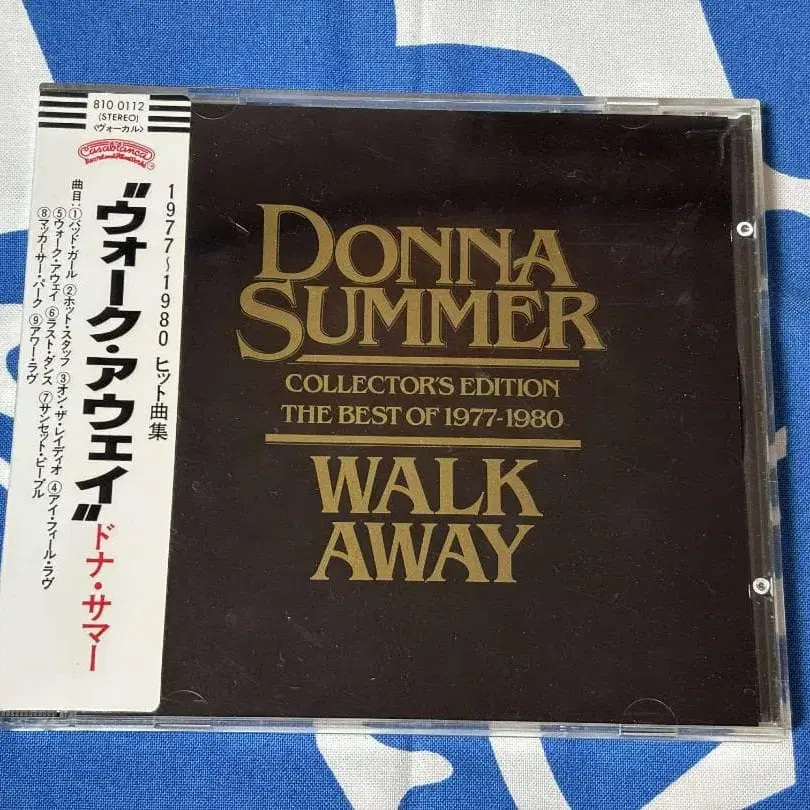 810 0112
(STEREO)
〈ヴォーカル〉
Casablanca
Record and FilmWorks
1977〜1980 ヒット曲集
"ウォーク・アウェイ"ドナ・サマー
曲目:①バッド・ガール ②ホット・スタッフ ③オン・ザ・レイディオ ④アイ・フィール・ラヴ
⑤ウォーク・アウェイ ⑥ラスト・ダンス ⑦サンセット・ピープル
⑧マッカーサー・パーク ⑨アワー・ラヴ
DONNA
SUMMER
COLLECTOR'S EDITION
THE BEST OF 1977-1980
WALK
AWAY